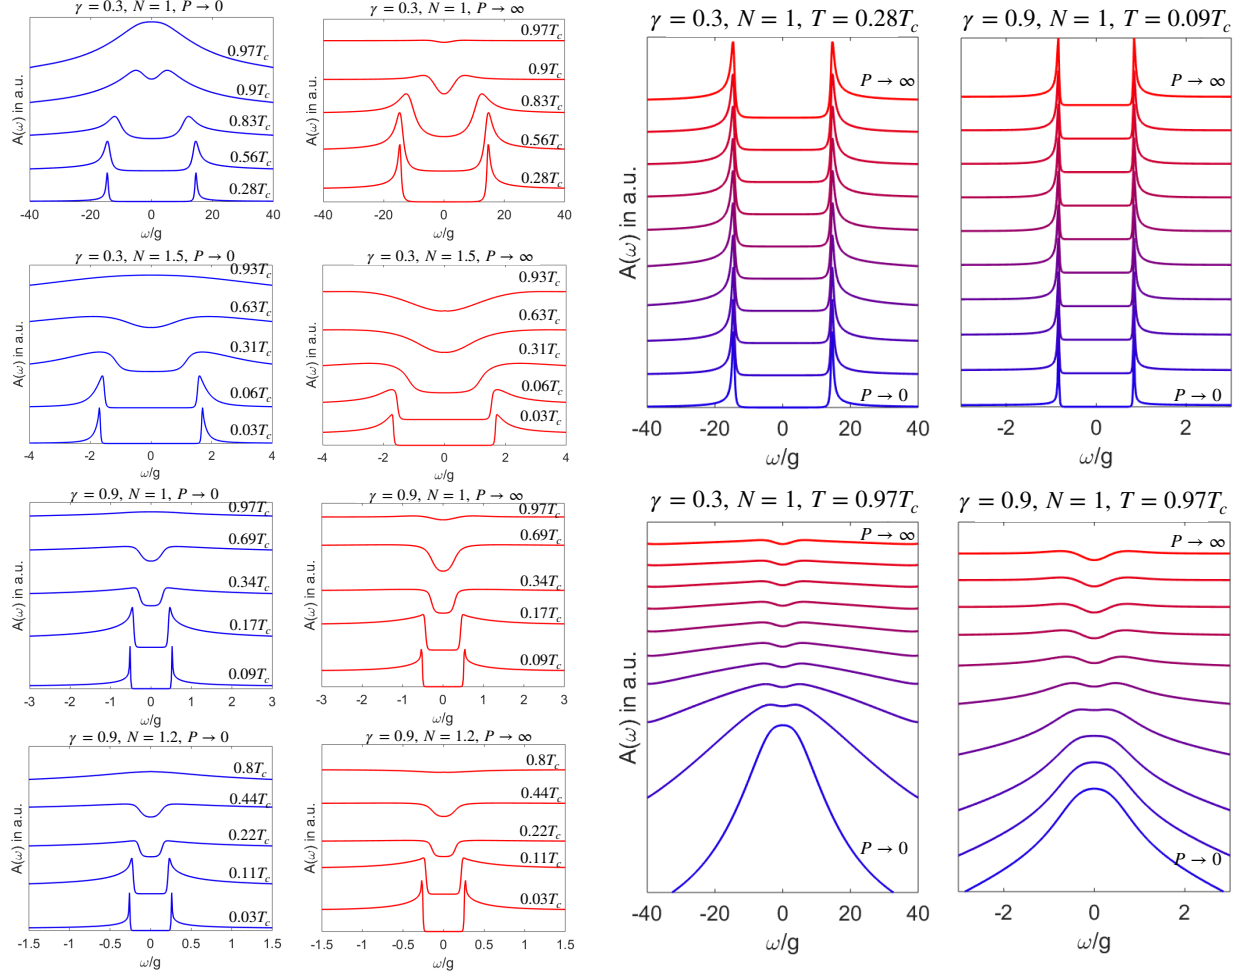 γ = 0.3, N = 1, P → 0
A(ω) in a.u.
0.97T_c
0.9T_c
0.83T_c
0.56T_c
0.28T_c
-40 -20 0 20 40
ω/g
γ = 0.3, N = 1, P → ∞
A(ω) in a.u.
0.97T_c
0.9T_c
0.83T_c
0.56T_c
0.28T_c
-40 -20 0 20 40
ω/g
γ = 0.3, N = 1.5, P → 0
A(ω) in a.u.
0.93T_c
0.63T_c
0.31T_c
0.06T_c
0.03T_c
-4 -2 0 2 4
ω/g
γ = 0.3, N = 1.5, P → ∞
A(ω) in a.u.
0.93T_c
0.63T_c
0.31T_c
0.06T_c
0.03T_c
-4 -2 0 2 4
ω/g
γ = 0.9, N = 1, P → 0
A(ω) in a.u.
0.97T_c
0.69T_c
0.34T_c
0.17T_c
0.09T_c
-3 -2 -1 0 1 2 3
ω/g
γ = 0.9, N = 1, P → ∞
A(ω) in a.u.
0.97T_c
0.69T_c
0.34T_c
0.17T_c
0.09T_c
-3 -2 -1 0 1 2 3
ω/g
γ = 0.9, N = 1.2, P → 0
A(ω) in a.u.
0.8T_c
0.44T_c
0.22T_c
0.11T_c
0.03T_c
-1.5 -1 -0.5 0 0.5 1 1.5
ω/g
γ = 0.9, N = 1.2, P → ∞
A(ω) in a.u.
0.8T_c
0.44T_c
0.22T_c
0.11T_c
0.03T_c
-1.5 -1 -0.5 0 0.5 1 1.5
ω/g
γ = 0.3, N = 1, T = 0.28T_c
A(ω) in a.u.
P → ∞
P → 0
-40 -20 0 20 40
ω/g
γ = 0.9, N = 1, T = 0.09T_c
P → ∞
P → 0
-2 0 2
ω/g
γ = 0.3, N = 1, T = 0.97T_c
A(ω) in a.u.
P → ∞
P → 0
-40 -20 0 20 40
ω/g
γ = 0.9, N = 1, T = 0.97T_c
P → ∞
P → 0
-2 0 2
ω/g